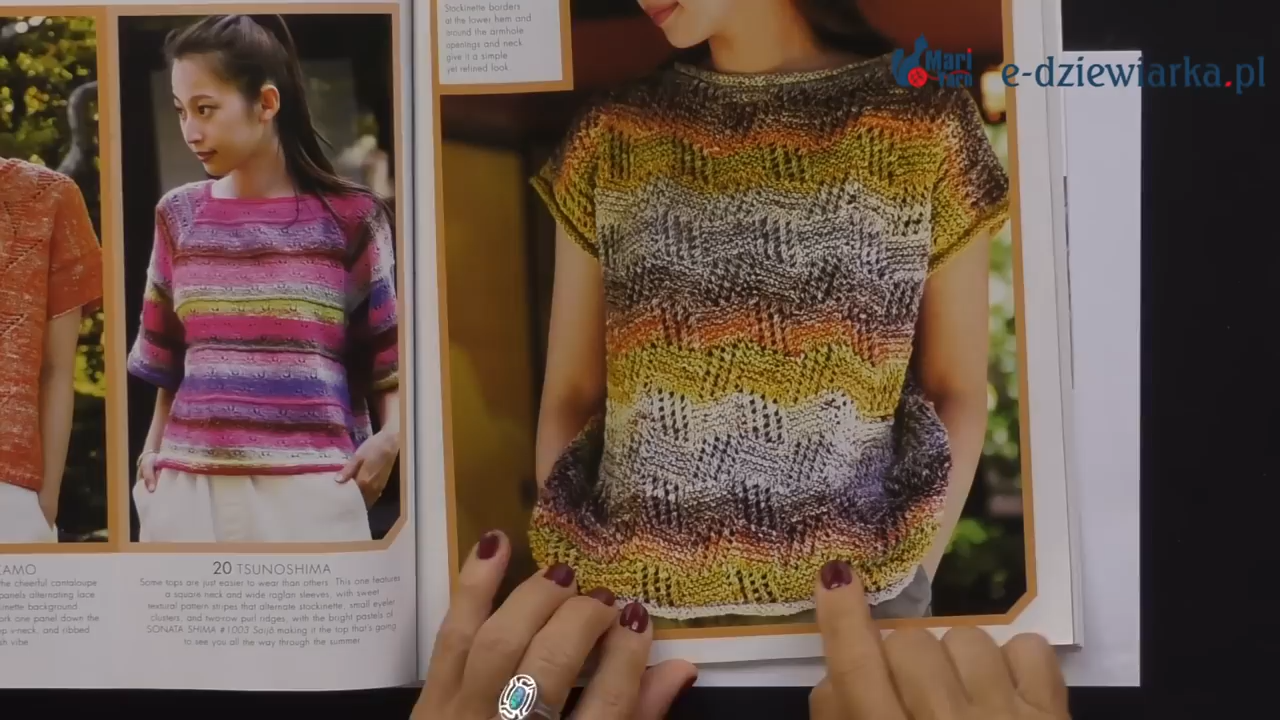 Stockinette borders
at the lower hem and
around the armhole
openings and neck
give it a simple
yet refined look.
Mari
Yarn
e-dziewiarka.pl
AMO
the cheerful cantaloupe
panels alternating lace
inette background.
ork one panel down the
v-neck, and ribbed
sh vibe
20 TSUNOSHIMA
Some tops are just easier to wear than others. This one features
a square neck and wide raglan sleeves, with sweet
textural pattern stripes that alternate stockinette, small eyelet
clusters, and two-row purl ridges, with the bright pastels of
SONATA SHIMA #1003 Soijō making it the top that's going
to see you all the way through the summer.